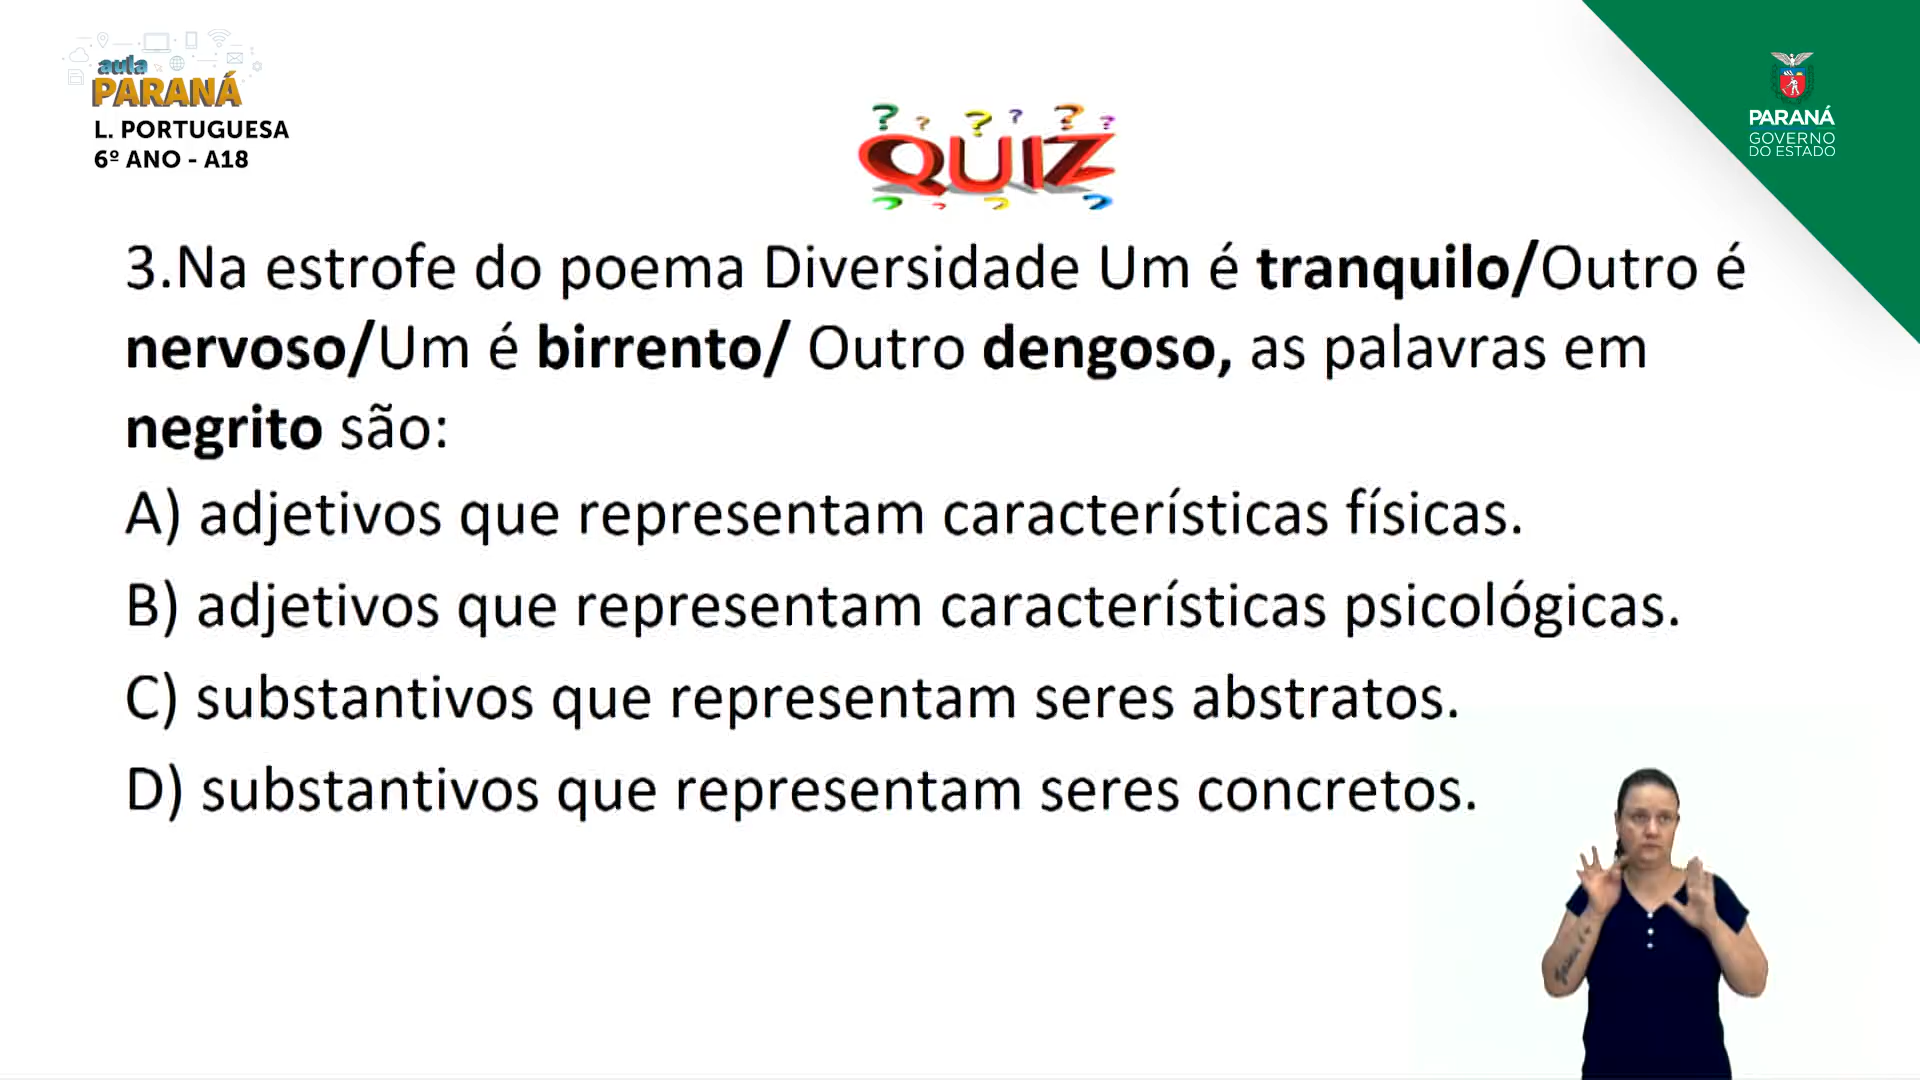 aula
PARANÁ
L. PORTUGUESA
6º ANO - A18
PARANÁ
GOVERNO
DO ESTADO
QUIZ
3.Na estrofe do poema Diversidade Um é tranquilo/Outro é
nervoso/Um é birrento/ Outro dengoso, as palavras em
negrito são:
A) adjetivos que representam características físicas.
B) adjetivos que representam características psicológicas.
C) substantivos que representam seres abstratos.
D) substantivos que representam seres concretos.